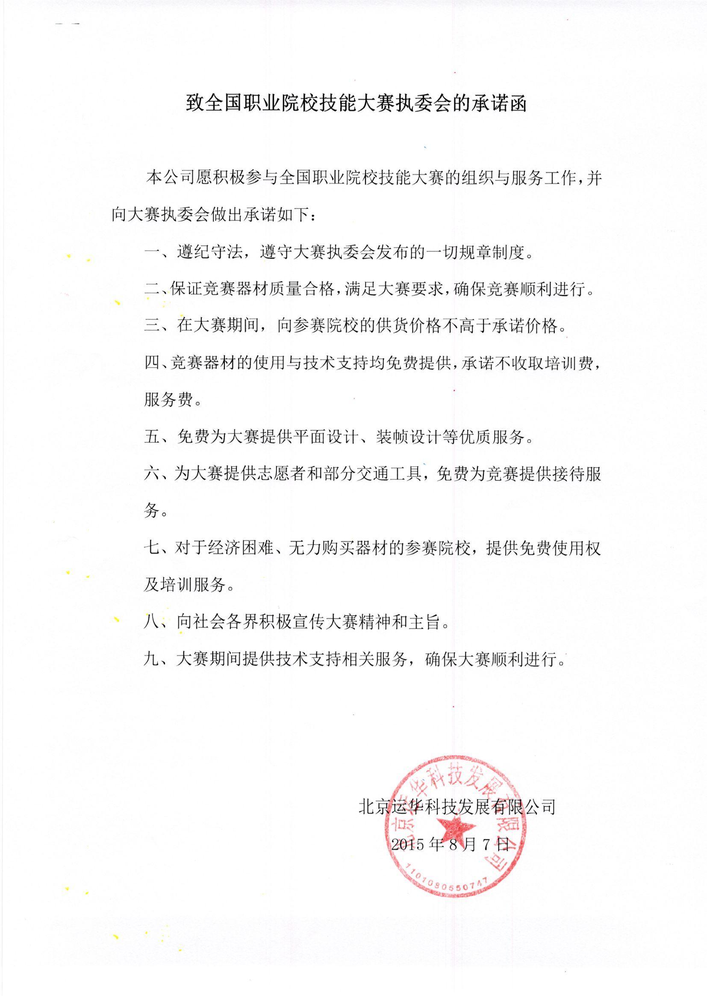 致全国职业院校技能大赛执委会的承诺函
本公司愿积极参与全国职业院校技能大赛的组织与服务工作，并
向大赛执委会做出承诺如下：
一、遵纪守法，遵守大赛执委会发布的一切规章制度。
二、保证竞赛器材质量合格，满足大赛要求，确保竞赛顺利进行。
三、在大赛期间，向参赛院校的供货价格不高于承诺价格。
四、竞赛器材的使用与技术支持均免费提供，承诺不收取培训费，
服务费。
五、免费为大赛提供平面设计、装帧设计等优质服务。
六、为大赛提供志愿者和部分交通工具，免费为竞赛提供接待服
务。
七、对于经济困难、无力购买器材的参赛院校，提供免费使用权
及培训服务。
八、向社会各界积极宣传大赛精神和主旨。
九、大赛期间提供技术支持相关服务，确保大赛顺利进行。
北京运华科技发展有限公司
2015年8月7日
北京运华科技发展有限公司
1101080550747